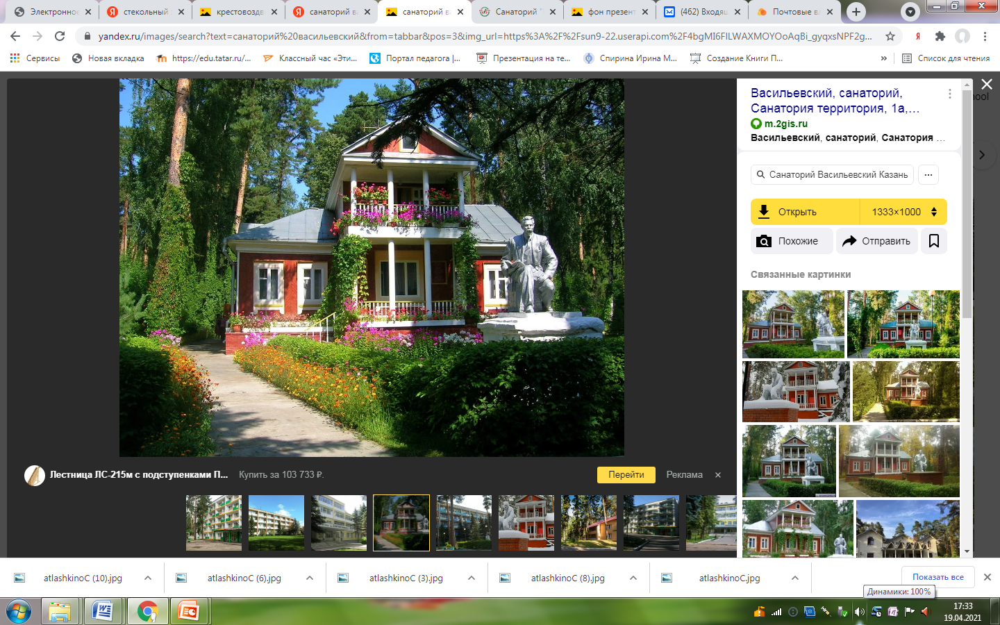 Электронное
стекольный з
крестовоздв
санаторий ва
санаторий ва
Санаторий "
фон презент
(462) Входящ
Почтовые вл
yandex.ru/images/search?text=санаторий%20васильевский&from=tabbar&pos=3&img_url=https%3A%2F%2Fsun9-22.userapi.com%2F4bgMI6FILWAXMOYOoAqBi_gyqxsNPF2g...
Сервисы
Новая вкладка
https://edu.tatar.ru/...
Классный час «Эти...
Портал педагога |...
Презентация на те...
Спирина Ирина М...
Создание Книги П...
»
Список для чтения
Васильевский, санаторий,
Санатория территория, 1а,...
m.2gis.ru
Васильевский, санаторий, Санатория ...
Санаторий Васильевский Казань
Открыть
1333×1000
Похожие
Отправить
Связанные картинки
Лестница ЛС-215м с подступенками П...
Купить за 103 733 ₽.
Перейти
Реклама
atlashkinoC (10).jpg
atlashkinoC (6).jpg
atlashkinoC (3).jpg
atlashkinoC (8).jpg
atlashkinoC.jpg
Показать все
Динамики: 100%
17:33
19.04.2021